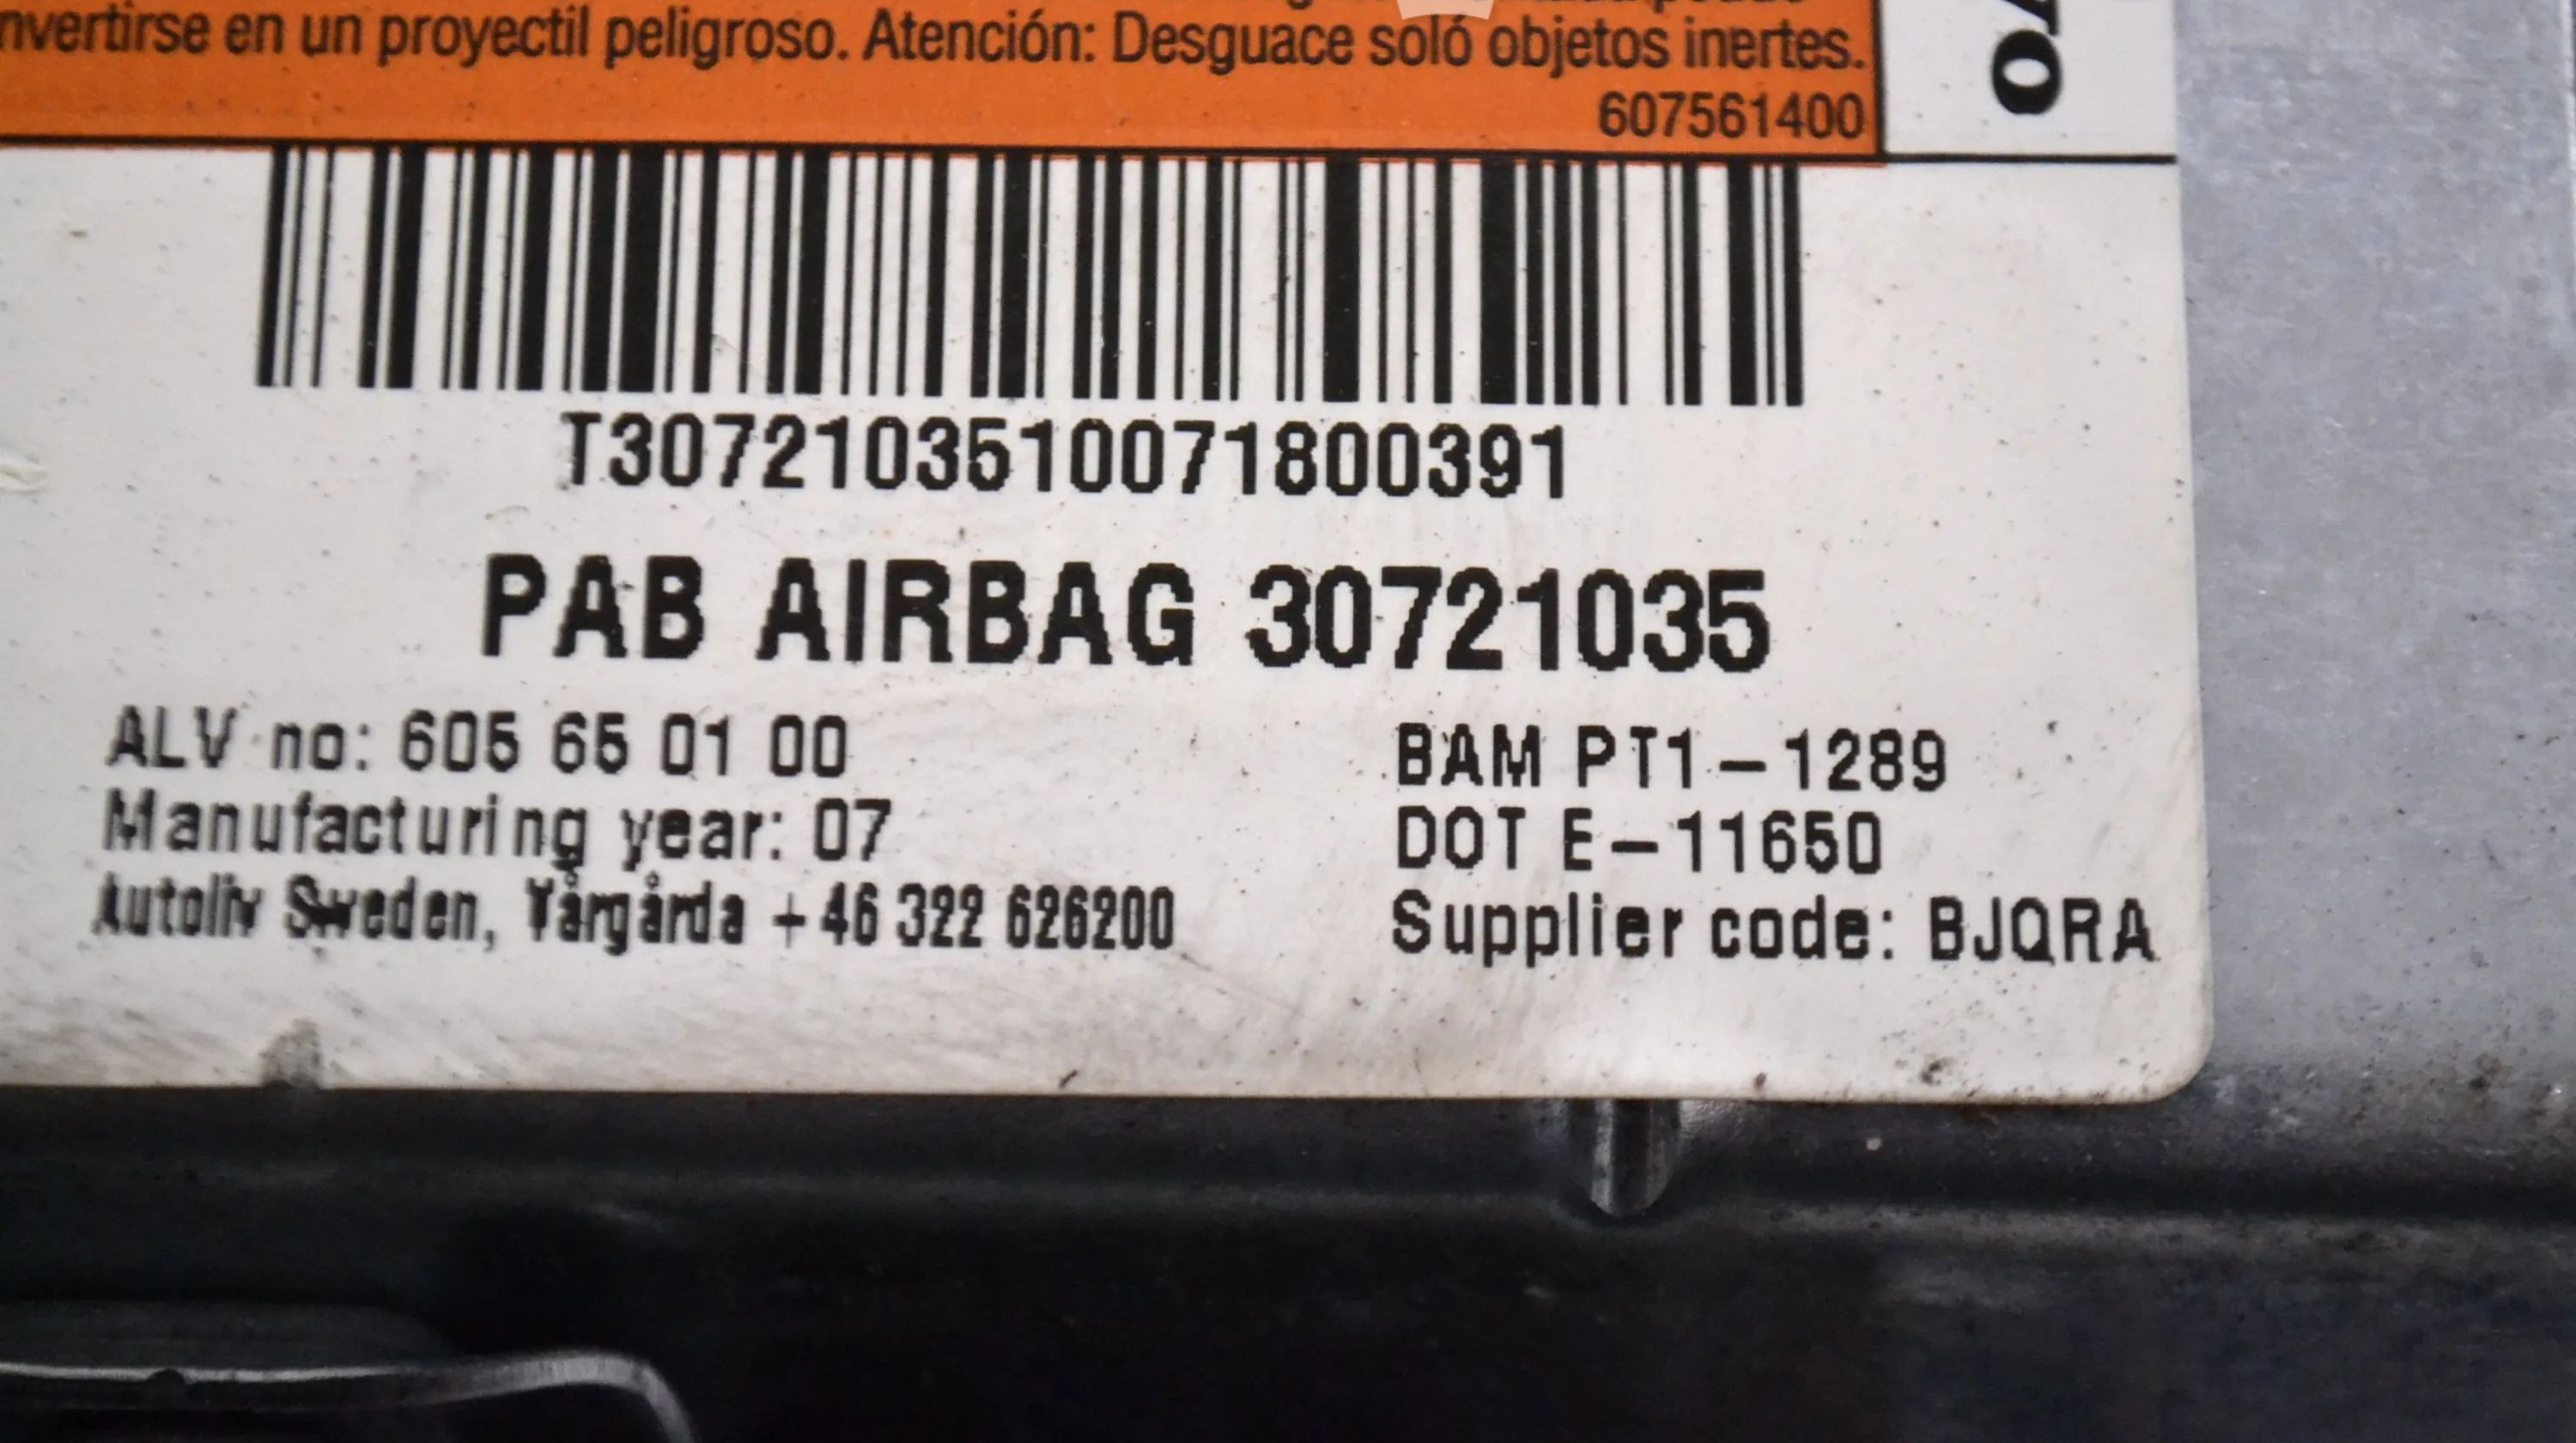 nvertirse en un proyectil peligroso. Atención: Desguace soló objetos inertes.
607561400
T3072103510071800391
PAB AIRBAG 30721035
ALV no: 605 65 01 00
Manufacturing year: 07
Autoliv Sweden, Vårgårda +46 322 626200
BAM PT1-1289
DOT E-11650
Supplier code: BJQRA